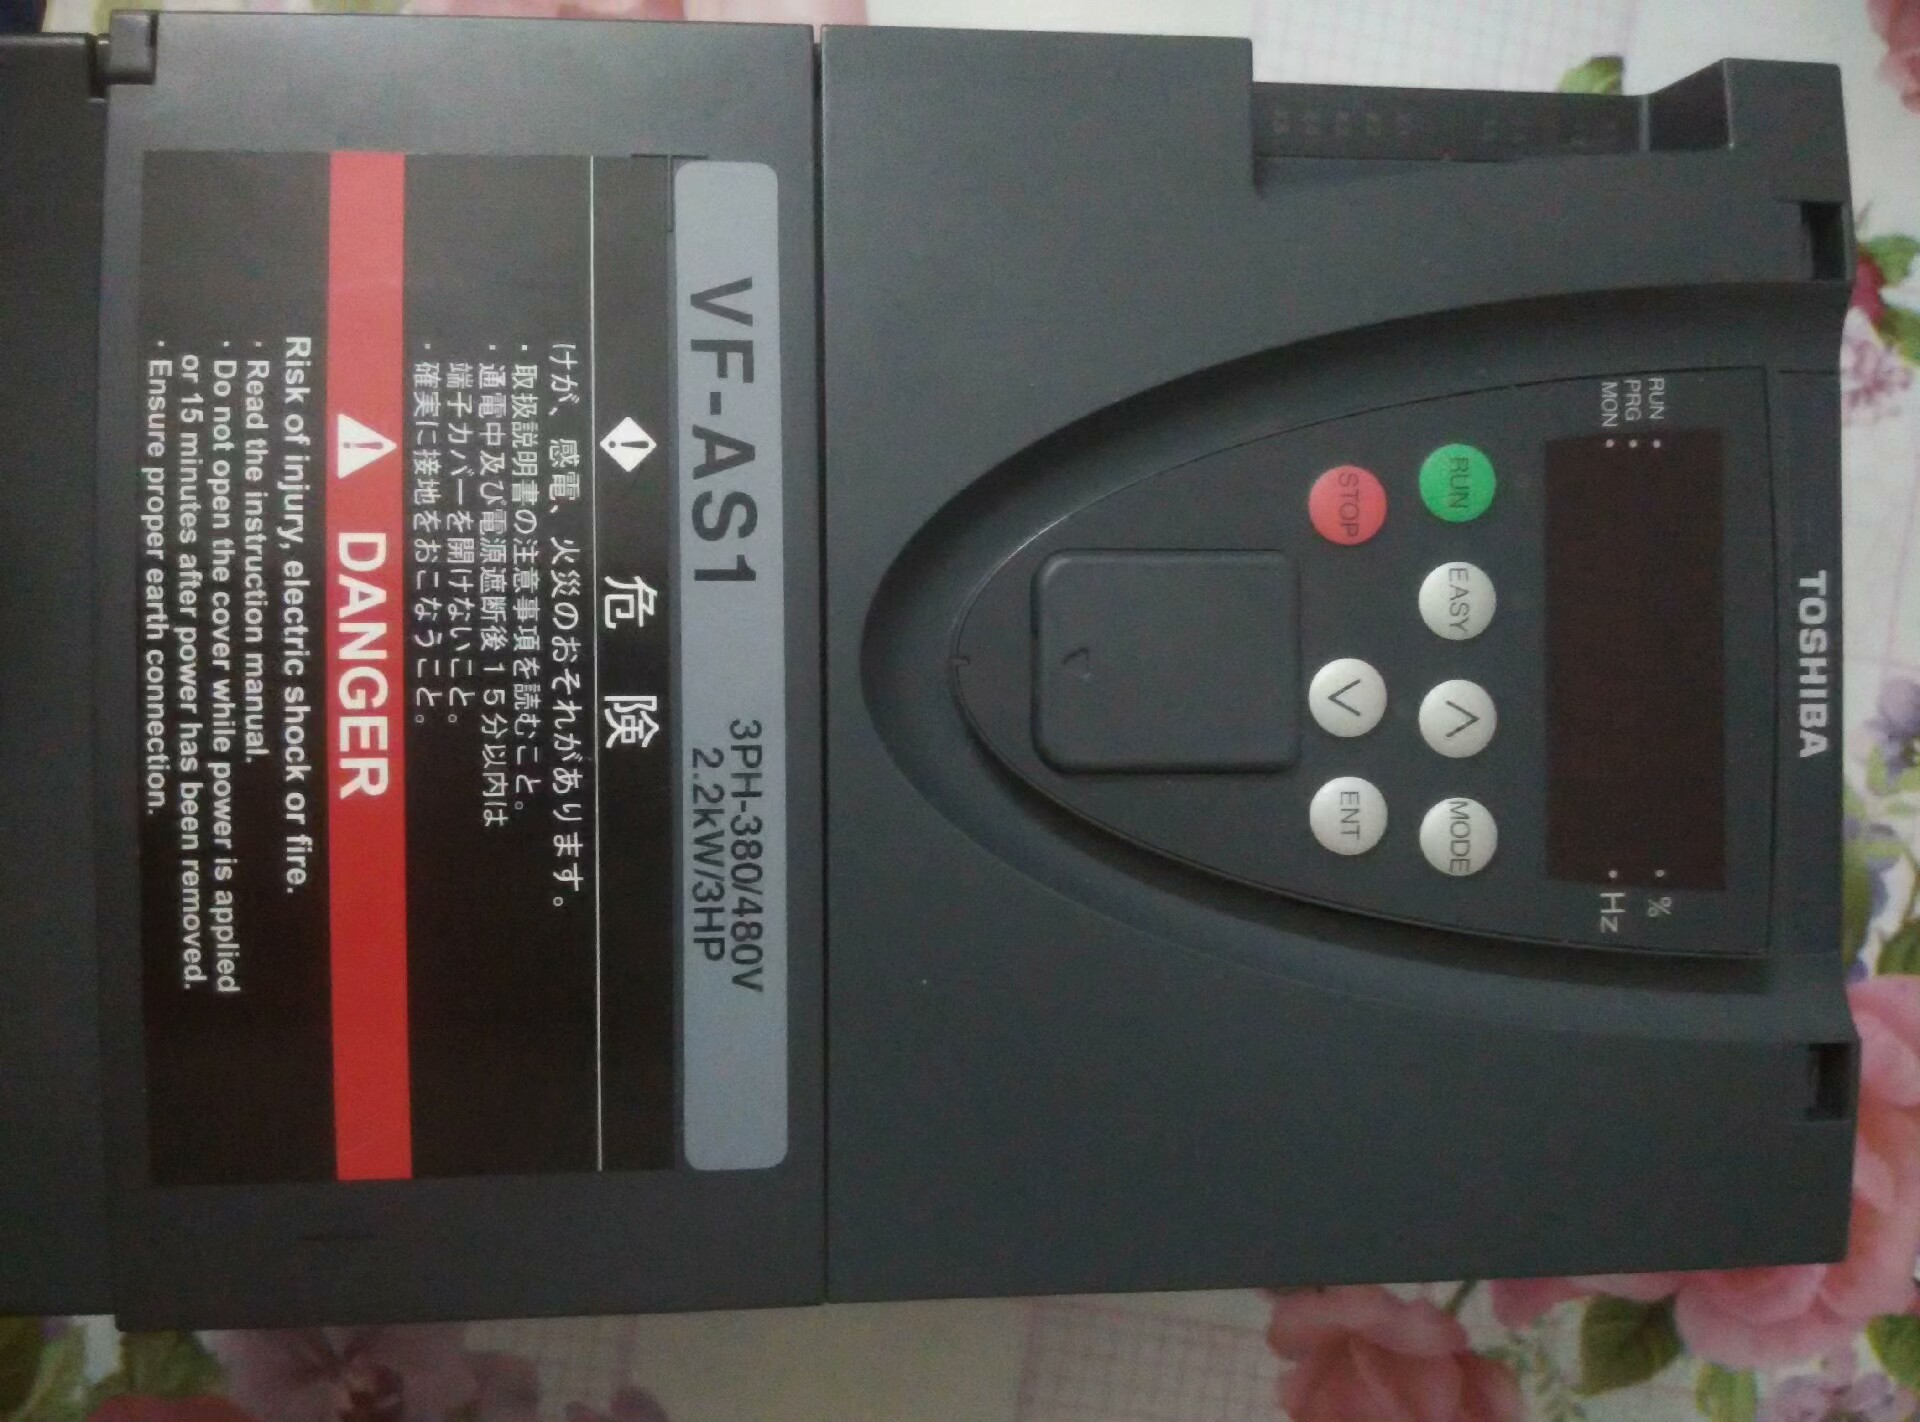 TOSHIBA
RUN
PRG
MON
%
Hz
RUN
EASY
MODE
STOP
ENT
VF-AS1
3PH-380/480V
2.2kW/3HP
危険
けが、感電、火災のおそれがあります。
・取扱説明書の注意事項を読むこと。
・通電中及び電源遮断後15分以内は
端子カバーを開けないこと。
・確実に接地をおこなうこと。
DANGER
Risk of injury, electric shock or fire.
・Read the instruction manual.
・Do not open the cover while power is applied
or 15 minutes after power has been removed.
・Ensure proper earth connection.